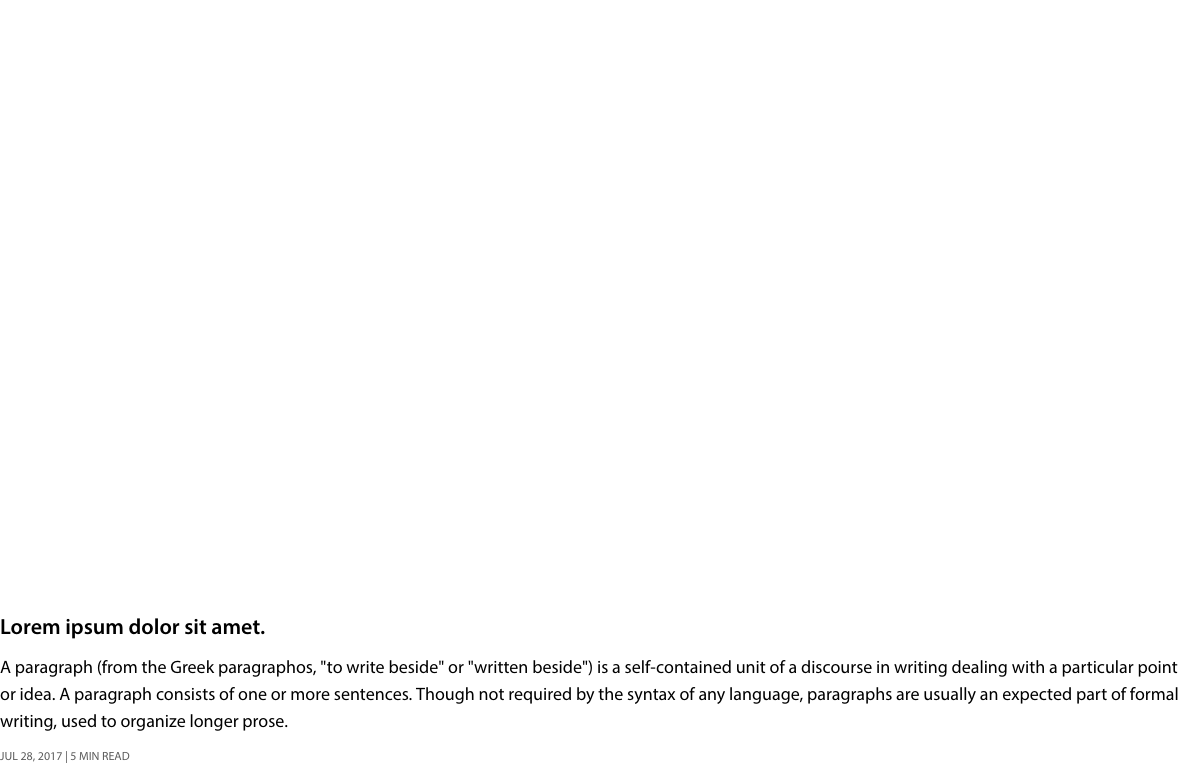 Lorem ipsum dolor sit amet.
A paragraph (from the Greek paragraphos, "to write beside" or "written beside") is a self-contained unit of a discourse in writing dealing with a particular point
or idea. A paragraph consists of one or more sentences. Though not required by the syntax of any language, paragraphs are usually an expected part of formal
writing, used to organize longer prose.
JUL 28, 2017 | 5 MIN READ